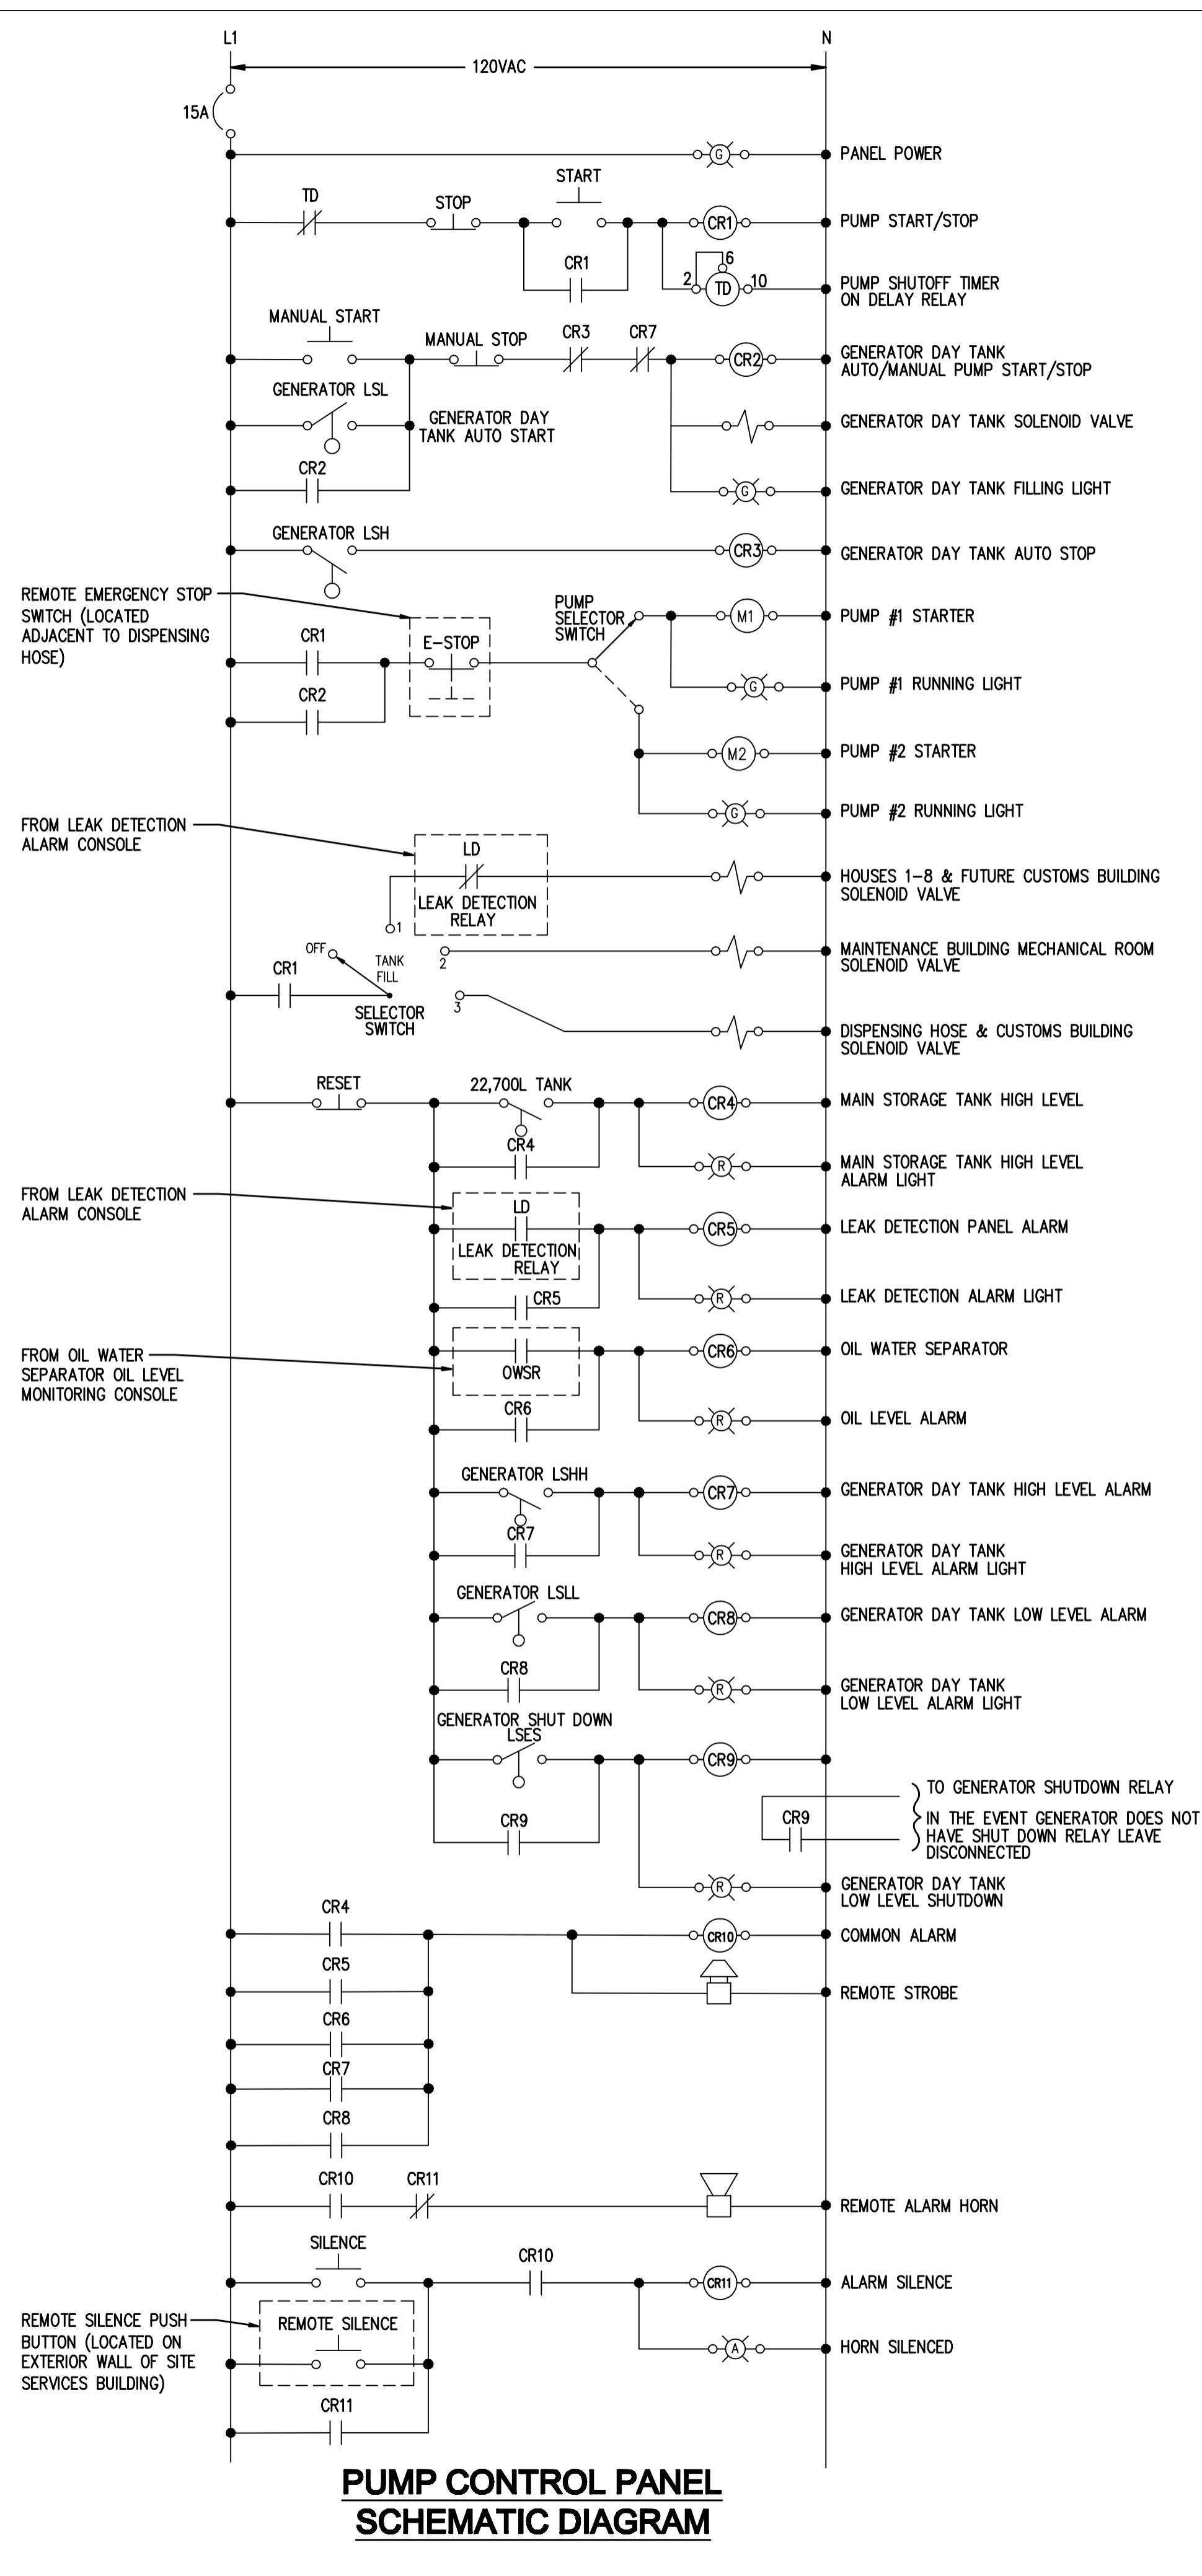 L1
N
120VAC
15A
G
PANEL POWER
TD
STOP
START
CR1
CR1
PUMP START/STOP
2
6
TD
10
PUMP SHUTOFF TIMER
ON DELAY RELAY
MANUAL START
MANUAL STOP
CR3
CR7
CR2
GENERATOR DAY TANK
AUTO/MANUAL PUMP START/STOP
GENERATOR LSL
GENERATOR DAY
TANK AUTO START
GENERATOR DAY TANK SOLENOID VALVE
CR2
G
GENERATOR DAY TANK FILLING LIGHT
GENERATOR LSH
CR3
GENERATOR DAY TANK AUTO STOP
REMOTE EMERGENCY STOP
SWITCH (LOCATED
ADJACENT TO DISPENSING
HOSE)
CR1
E-STOP
PUMP
SELECTOR
SWITCH
M1
PUMP #1 STARTER
CR2
G
PUMP #1 RUNNING LIGHT
M2
PUMP #2 STARTER
G
PUMP #2 RUNNING LIGHT
FROM LEAK DETECTION
ALARM CONSOLE
LD
LEAK DETECTION
RELAY
HOUSES 1-8 & FUTURE CUSTOMS BUILDING
SOLENOID VALVE
1
OFF
TANK
FILL
2
MAINTENANCE BUILDING MECHANICAL ROOM
SOLENOID VALVE
CR1
SELECTOR
SWITCH
3
DISPENSING HOSE & CUSTOMS BUILDING
SOLENOID VALVE
RESET
22,700L TANK
CR4
MAIN STORAGE TANK HIGH LEVEL
CR4
R
MAIN STORAGE TANK HIGH LEVEL
ALARM LIGHT
FROM LEAK DETECTION
ALARM CONSOLE
LD
LEAK DETECTION
RELAY
CR5
LEAK DETECTION PANEL ALARM
CR5
R
LEAK DETECTION ALARM LIGHT
FROM OIL WATER
SEPARATOR OIL LEVEL
MONITORING CONSOLE
OWSR
CR6
OIL WATER SEPARATOR
CR6
R
OIL LEVEL ALARM
GENERATOR LSHH
CR7
GENERATOR DAY TANK HIGH LEVEL ALARM
CR7
R
GENERATOR DAY TANK
HIGH LEVEL ALARM LIGHT
GENERATOR LSLL
CR8
GENERATOR DAY TANK LOW LEVEL ALARM
CR8
R
GENERATOR DAY TANK
LOW LEVEL ALARM LIGHT
GENERATOR SHUT DOWN
LSES
CR9
CR9
CR9
TO GENERATOR SHUTDOWN RELAY
IN THE EVENT GENERATOR DOES NOT
HAVE SHUT DOWN RELAY LEAVE
DISCONNECTED
R
GENERATOR DAY TANK
LOW LEVEL SHUTDOWN
CR4
CR10
COMMON ALARM
CR5
REMOTE STROBE
CR6
CR7
CR8
CR10
CR11
REMOTE ALARM HORN
SILENCE
CR10
CR11
ALARM SILENCE
REMOTE SILENCE PUSH
BUTTON (LOCATED ON
EXTERIOR WALL OF SITE
SERVICES BUILDING)
REMOTE SILENCE
A
HORN SILENCED
CR11
PUMP CONTROL PANEL
SCHEMATIC DIAGRAM